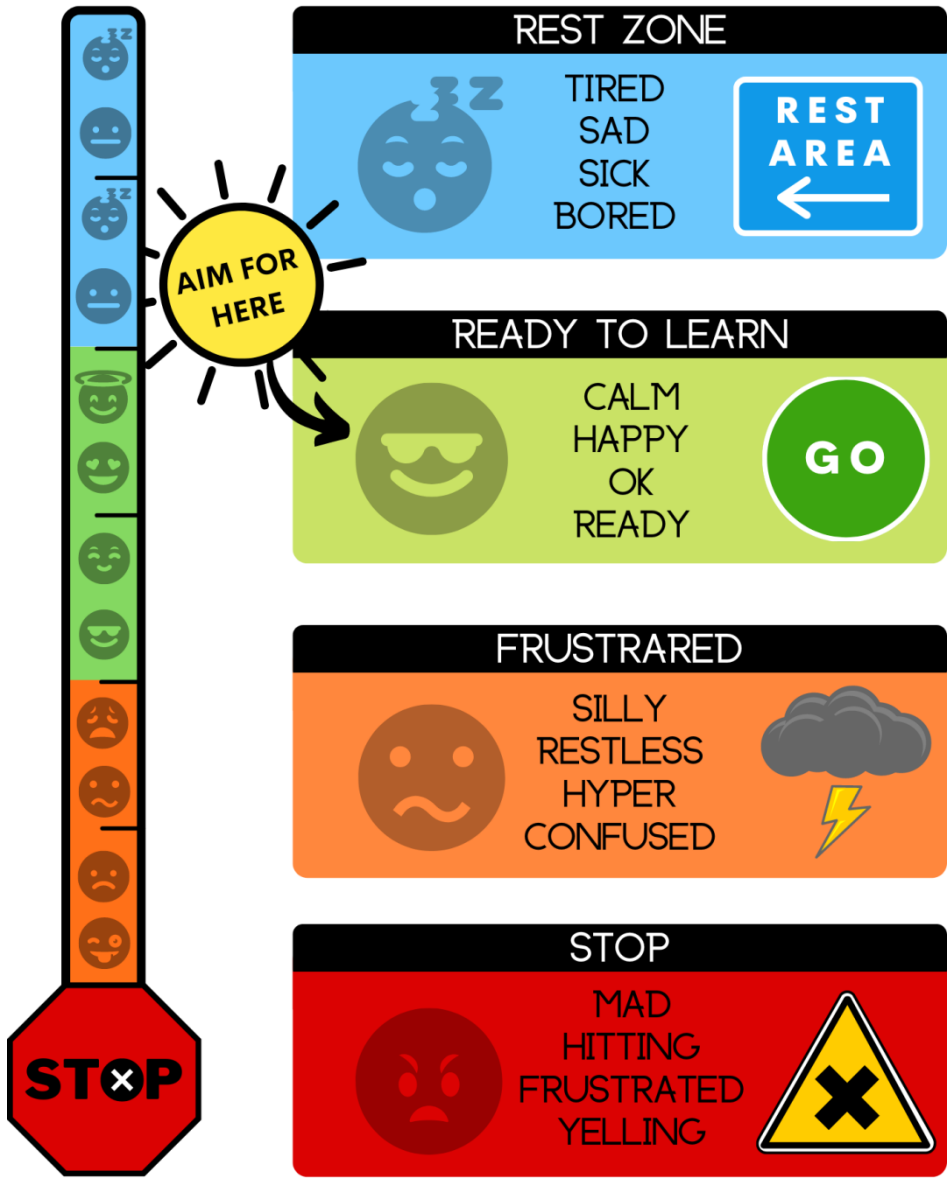 REST ZONE
TIRED
SAD
SICK
BORED
REST
AREA
AIM FOR
HERE
READY TO LEARN
CALM
HAPPY
OK
READY
GO
FRUSTRARED
SILLY
RESTLESS
HYPER
CONFUSED
STOP
MAD
HITTING
FRUSTRATED
YELLING
STOP